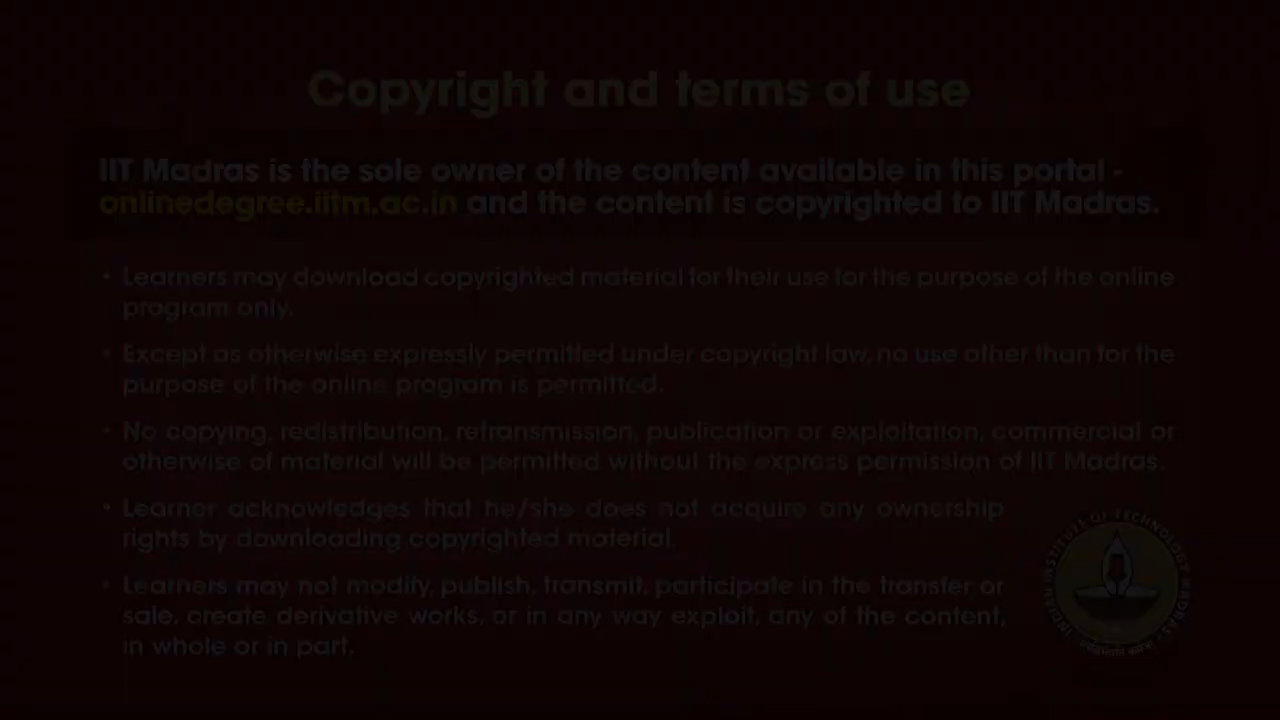 Copyright and terms of use
IIT Madras is the sole owner of the content available in this portal -
onlinedegree.iitm.ac.in and the content is copyrighted to IIT Madras.
• Learners may download copyrighted material for their use for the purpose of the online
program only.
• Except as otherwise expressly permitted under copyright law, no use other than for the
purpose of the online program is permitted.
• No copying, redistribution, retransmission, publication or exploitation, commercial or
otherwise of material will be permitted without the express permission of IIT Madras.
• Learner acknowledges that he/she does not acquire any ownership
rights by downloading copyrighted material.
• Learners may not modify, publish, transmit, participate in the transfer or
sale, create derivative works, or in any way exploit, any of the content,
in whole or in part.
INDIAN INSTITUTE OF TECHNOLOGY MADRAS